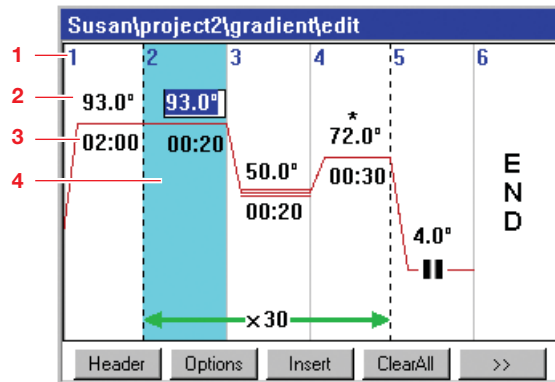 Susan\project2\gradient\edit
1 1 2 3 4 5 6
2 93.0° 93.0° *
3 02:00 00:20 72.0°
50.0° 00:30
4 00:20
4.0°
E
N
D
×30
Header Options Insert ClearAll >>